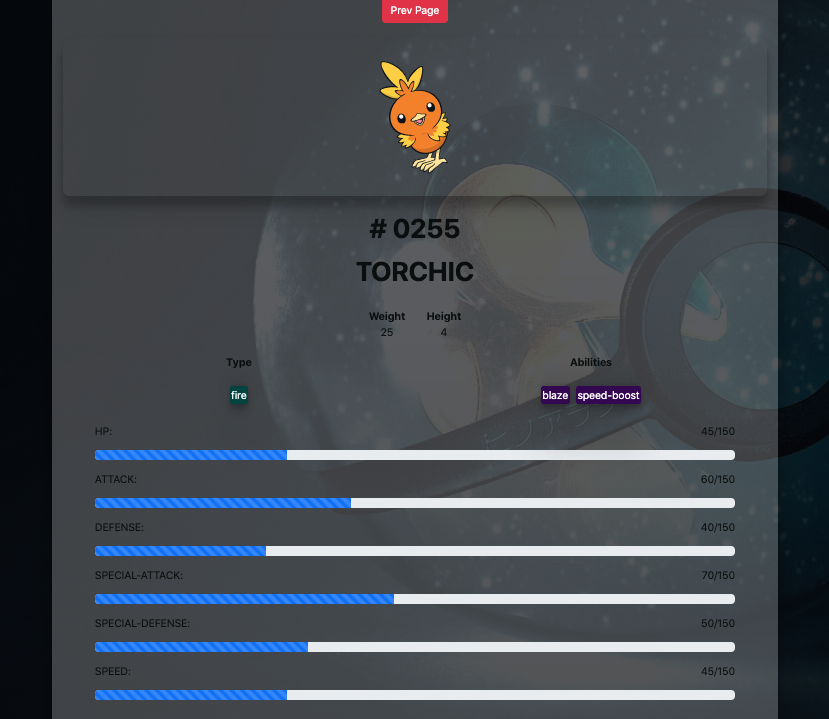 Prev Page
# 0255
TORCHIC
Weight Height
25 4
Type Abilities
fire blaze speed-boost
HP: 45/150
ATTACK: 60/150
DEFENSE: 40/150
SPECIAL-ATTACK: 70/150
SPECIAL-DEFENSE: 50/150
SPEED: 45/150